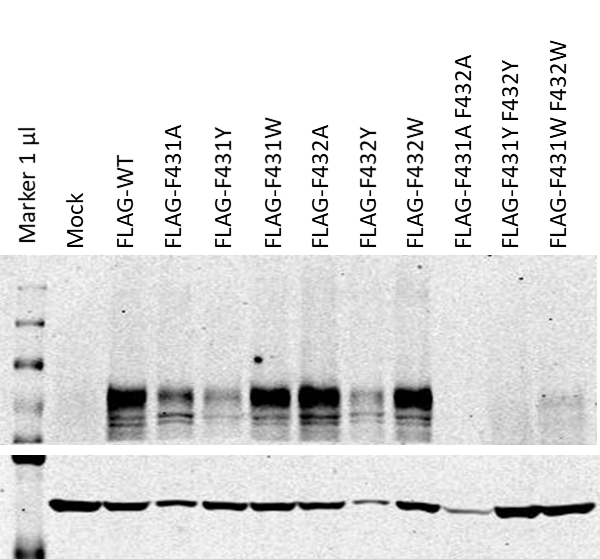 Marker 1 µl
Mock
FLAG-WT
FLAG-F431A
FLAG-F431Y
FLAG-F431W
FLAG-F432A
FLAG-F432Y
FLAG-F432W
FLAG-F431A F432A
FLAG-F431Y F432Y
FLAG-F431W F432W